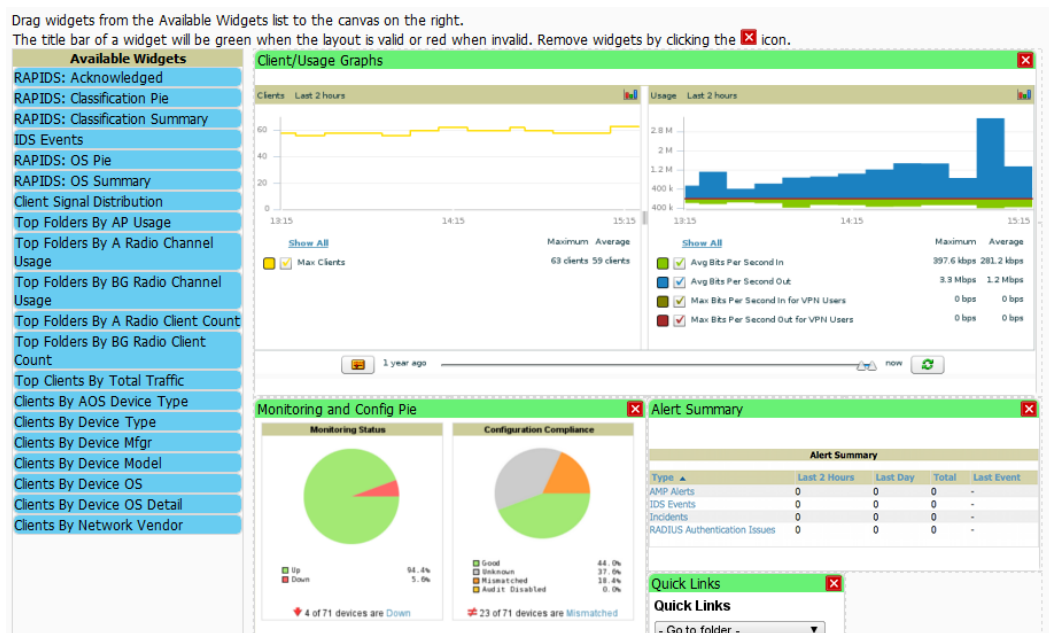 Drag widgets from the Available Widgets list to the canvas on the right.
The title bar of a widget will be green when the layout is valid or red when invalid. Remove widgets by clicking the icon.
Available Widgets
RAPIDS: Acknowledged
RAPIDS: Classification Pie
RAPIDS: Classification Summary
IDS Events
RAPIDS: OS Pie
RAPIDS: OS Summary
Client Signal Distribution
Top Folders By AP Usage
Top Folders By A Radio Channel
Usage
Top Folders By BG Radio Channel
Usage
Top Folders By A Radio Client Count
Top Folders By BG Radio Client
Count
Top Clients By Total Traffic
Clients By AOS Device Type
Clients By Device Type
Clients By Device Mfgr
Clients By Device Model
Clients By Device OS
Clients By Device OS Detail
Clients By Network Vendor
Client/Usage Graphs
Clients Last 2 hours
60
40
20
0
13:15 14:15 15:15
Show All Maximum Average
Max Clients 63 clients 59 clients
Usage Last 2 hours
2.8 M
2 M
1.2 M
400 k
400 k
13:15 14:15 15:15
Show All Maximum Average
Avg Bits Per Second In 397.6 kbps 281.2 kbps
Avg Bits Per Second Out 3.3 Mbps 1.2 Mbps
Max Bits Per Second In for VPN Users 0 bps 0 bps
Max Bits Per Second Out for VPN Users 0 bps 0 bps
1 year ago now
Monitoring and Config Pie
Monitoring Status
Up 94.4%
Down 5.6%
4 of 71 devices are Down
Configuration Compliance
Good 44.0%
Unknown 37.6%
Mismatched 18.4%
Audit Disabled 0.0%
23 of 71 devices are Mismatched
Alert Summary
Alert Summary
Type Last 2 Hours Last Day Total Last Event
AMP Alerts 0 0 0 -
IDS Events 0 0 0 -
Incidents 0 0 0 -
RADIUS Authentication Issues 0 0 0 -
Quick Links
Quick Links
- Go to folder -